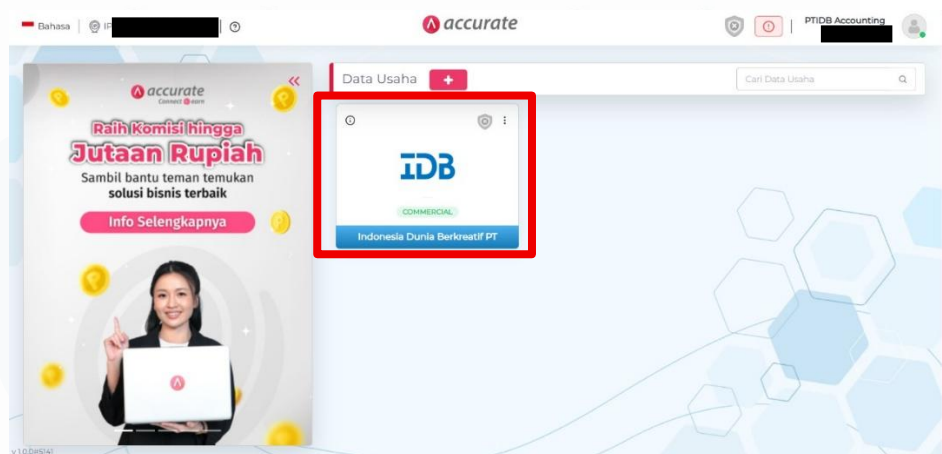 Bahasa
IP
accurate
PTIDB Accounting
Data Usaha
+
Cari Data Usaha
accurate
Connect earn
Raih Komisi hingga
Jutaan Rupiah
Sambil bantu teman temukan
solusi bisnis terbaik
Info Selengkapnya
IDB
COMMERCIAL
Indonesia Dunia Berkreatif PT